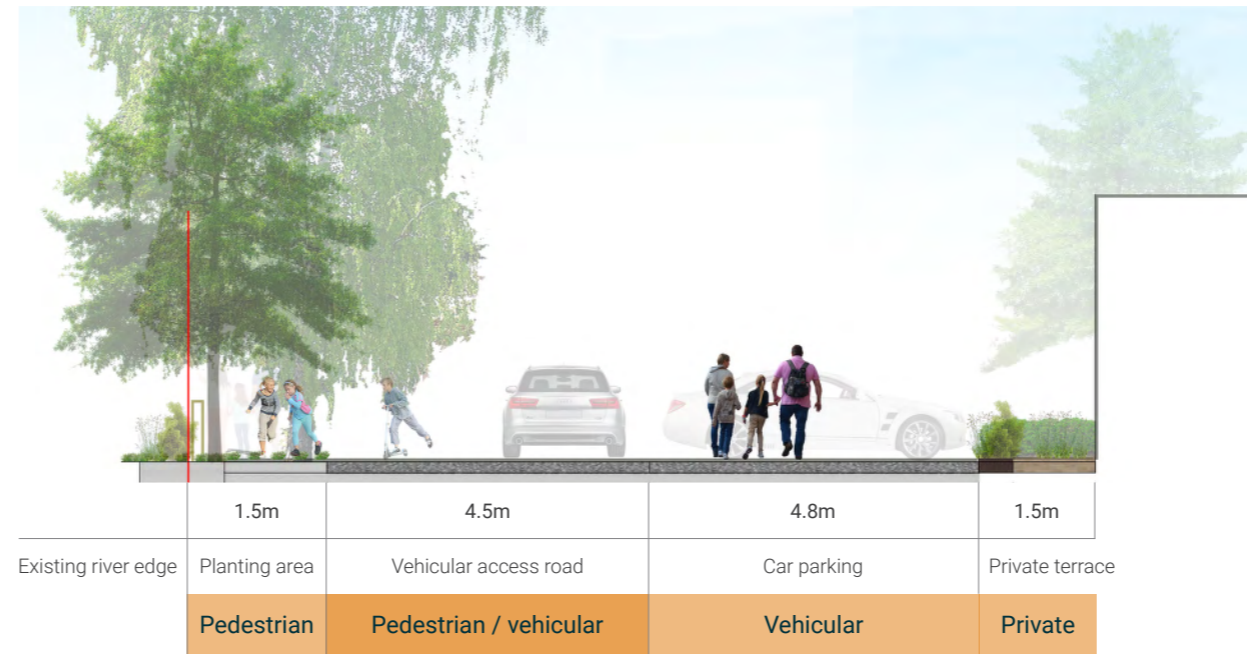 1.5m 4.5m 4.8m 1.5m
Existing river edge Planting area Vehicular access road Car parking Private terrace
Pedestrian Pedestrian / vehicular Vehicular Private